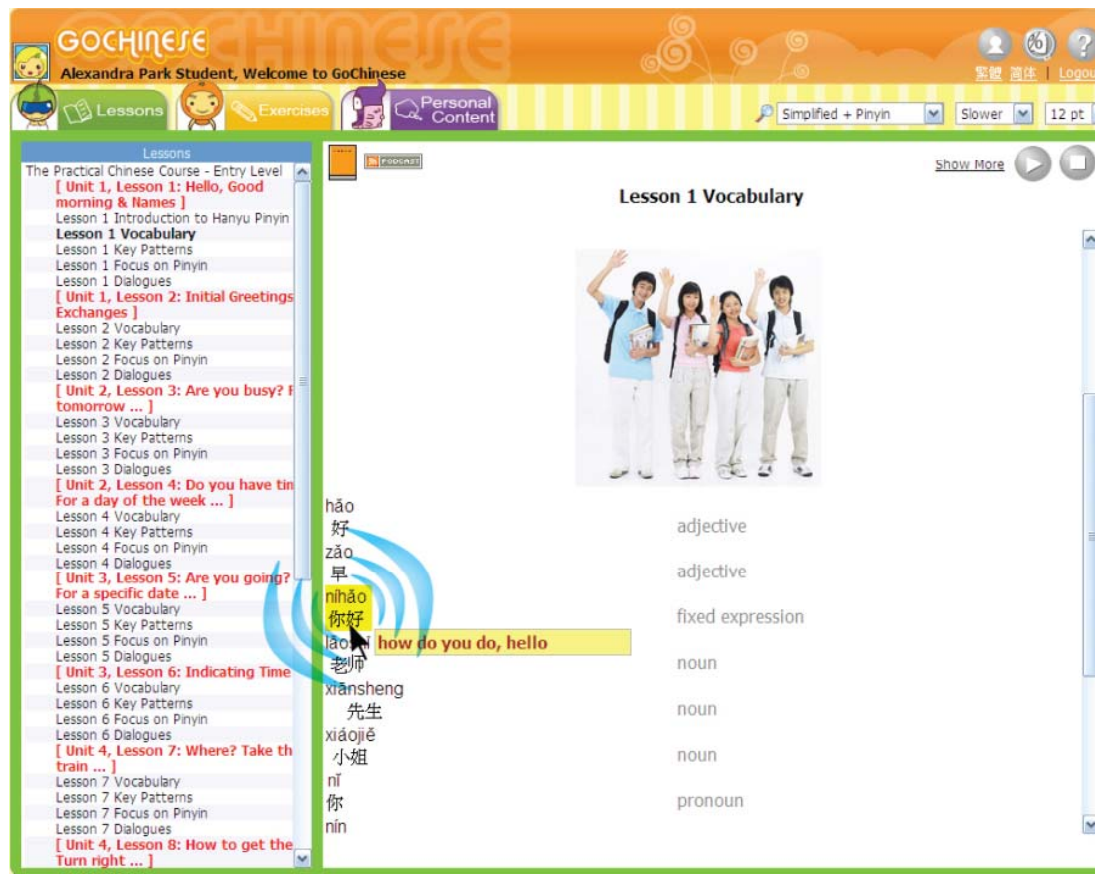 GOCHINESE
Alexandra Park Student, Welcome to GoChinese
繁體 简体 | Logou
Lessons
Exercises
Personal Content
Simplified + Pinyin
Slower
12 pt
Lessons
The Practical Chinese Course - Entry Level
[ Unit 1, Lesson 1: Hello, Good
morning & Names ]
Lesson 1 Introduction to Hanyu Pinyin
Lesson 1 Vocabulary
Lesson 1 Key Patterns
Lesson 1 Focus on Pinyin
Lesson 1 Dialogues
[ Unit 1, Lesson 2: Initial Greetings
Exchanges ]
Lesson 2 Vocabulary
Lesson 2 Key Patterns
Lesson 2 Focus on Pinyin
Lesson 2 Dialogues
[ Unit 2, Lesson 3: Are you busy? F
tomorrow ... ]
Lesson 3 Vocabulary
Lesson 3 Key Patterns
Lesson 3 Focus on Pinyin
Lesson 3 Dialogues
[ Unit 2, Lesson 4: Do you have tin
For a day of the week ... ]
Lesson 4 Vocabulary
Lesson 4 Key Patterns
Lesson 4 Focus on Pinyin
Lesson 4 Dialogues
[ Unit 3, Lesson 5: Are you going?
For a specific date ... ]
Lesson 5 Vocabulary
Lesson 5 Key Patterns
Lesson 5 Focus on Pinyin
Lesson 5 Dialogues
[ Unit 3, Lesson 6: Indicating Time
Lesson 6 Vocabulary
Lesson 6 Key Patterns
Lesson 6 Focus on Pinyin
Lesson 6 Dialogues
[ Unit 4, Lesson 7: Where? Take th
train ... ]
Lesson 7 Vocabulary
Lesson 7 Key Patterns
Lesson 7 Focus on Pinyin
Lesson 7 Dialogues
[ Unit 4, Lesson 8: How to get the
Turn right ... ]
PODCAST
Show More
Lesson 1 Vocabulary
hǎo
好 adjective
zǎo
早 adjective
níhǎo
你好 fixed expression
how do you do, hello
老师 noun
xiānsheng
先生 noun
xiáojiě
小姐 noun
nǐ
你 pronoun
nín